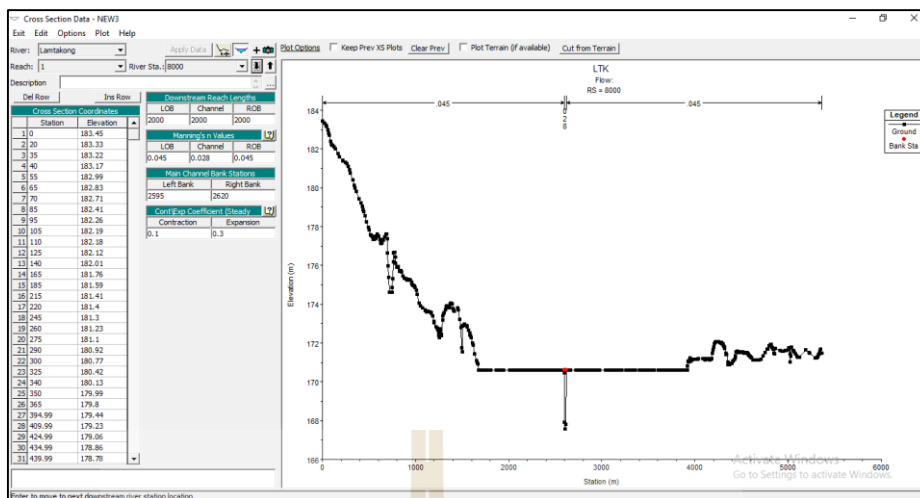 Cross Section Data - NEW3
Exit Edit Options Plot Help
River: Lamtakong Apply Data Plot Options Keep Prev XS Plots Clear Prev Plot Terrain (if available) Cut from Terrain
Reach: 1 River Sta.: 8000
Description ...
Del Row Ins Row
Cross Section Coordinates
Station Elevation
1 0 183.45
2 20 183.33
3 35 183.22
4 40 183.17
5 55 182.99
6 65 182.83
7 70 182.71
8 85 182.41
9 95 182.26
10 105 182.19
11 110 182.18
12 125 182.12
13 140 182.01
14 165 181.76
15 185 181.59
16 215 181.41
17 220 181.4
18 245 181.3
19 260 181.23
20 275 181.1
21 290 180.92
22 300 180.77
23 325 180.42
24 340 180.13
25 350 179.99
26 365 179.8
27 394.99 179.44
28 409.99 179.23
29 424.99 179.06
30 434.99 178.86
31 439.99 178.78
Downstream Reach Lengths
LOB Channel ROB
2000 2000 2000
Manning's n Values
LOB Channel ROB
0.045 0.028 0.045
Main Channel Bank Stations
Left Bank Right Bank
2595 2620
Cont\Exp Coefficient (Steady
Contraction Expansion
0.1 0.3
LTK
Flow:
RS = 8000
.045 .045
Legend
Ground
Bank Sta
Elevation (m)
184
182
180
178
176
174
172
170
168
166
0 1000 2000 3000 4000 5000 6000
Station (m)
Activate Windows
Go to Settings to activate Windows.
Enter to move to next downstream river station location